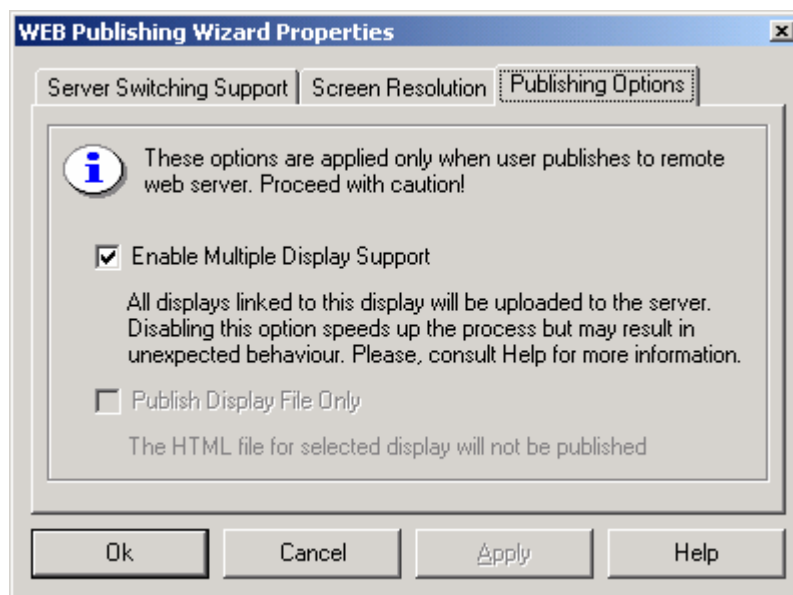 WEB Publishing Wizard Properties
Server Switching Support
Screen Resolution
Publishing Options
These options are applied only when user publishes to remote
web server. Proceed with caution!
Enable Multiple Display Support
All displays linked to this display will be uploaded to the server.
Disabling this option speeds up the process but may result in
unexpected behaviour. Please, consult Help for more information.
Publish Display File Only
The HTML file for selected display will not be published
Ok
Cancel
Apply
Help